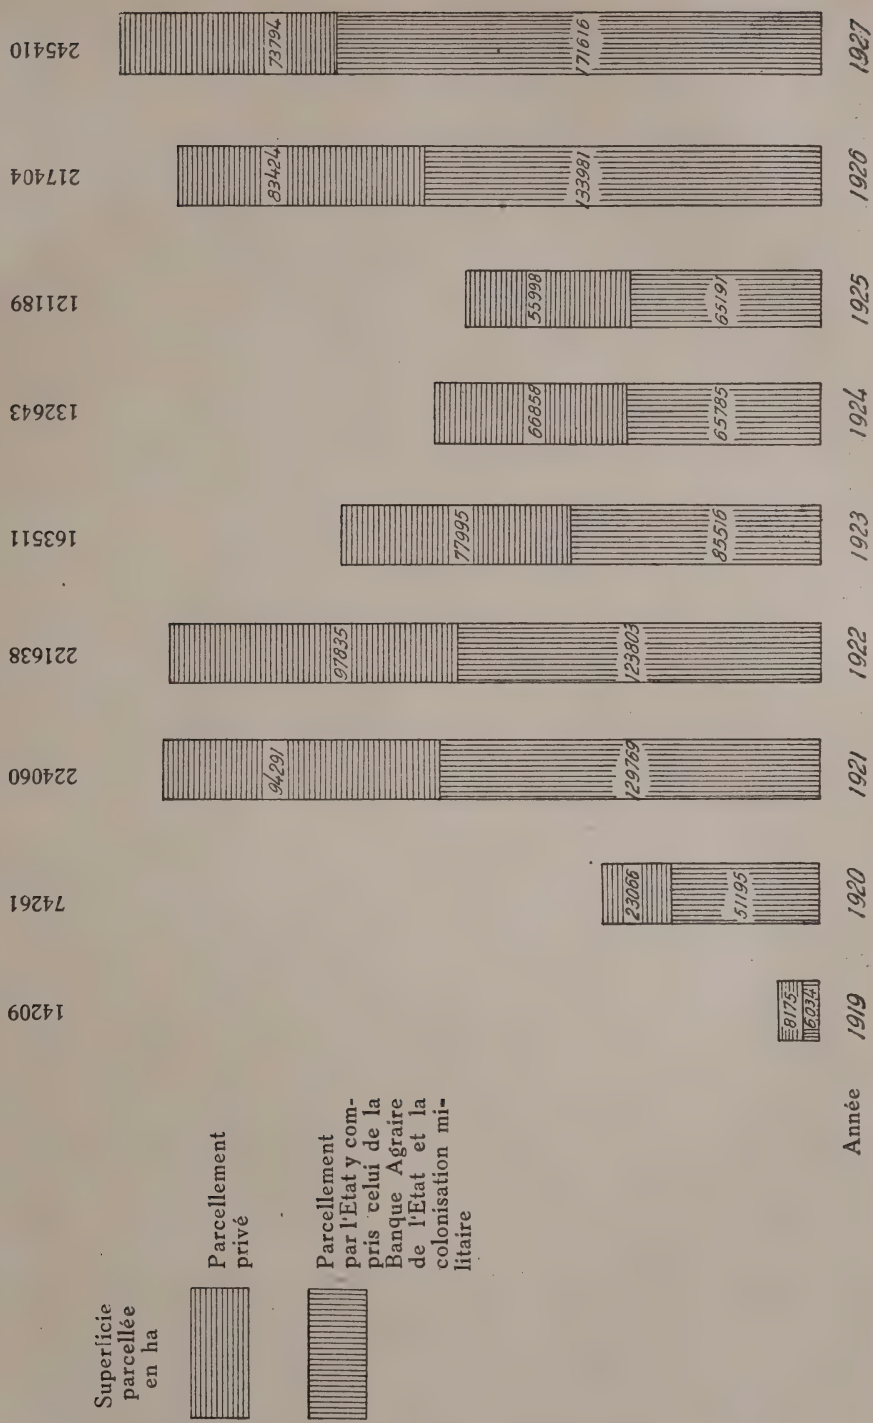 245410
73794
171616
1927
217404
83424
133981
1926
121189
55998
65191
1925
132643
66858
65785
1924
163511
77995
85516
1923
221638
97835
123803
1922
224060
94291
129769
1921
74261
23066
51195
1920
14209
8175
6034
1919
Année
Superficie
parcellée
en ha
Parcellement
privé
Parcellement
par l'Etat y com-
pris celui de la
Banque Agraire
de l'Etat et la
colonisation mi-
litaire